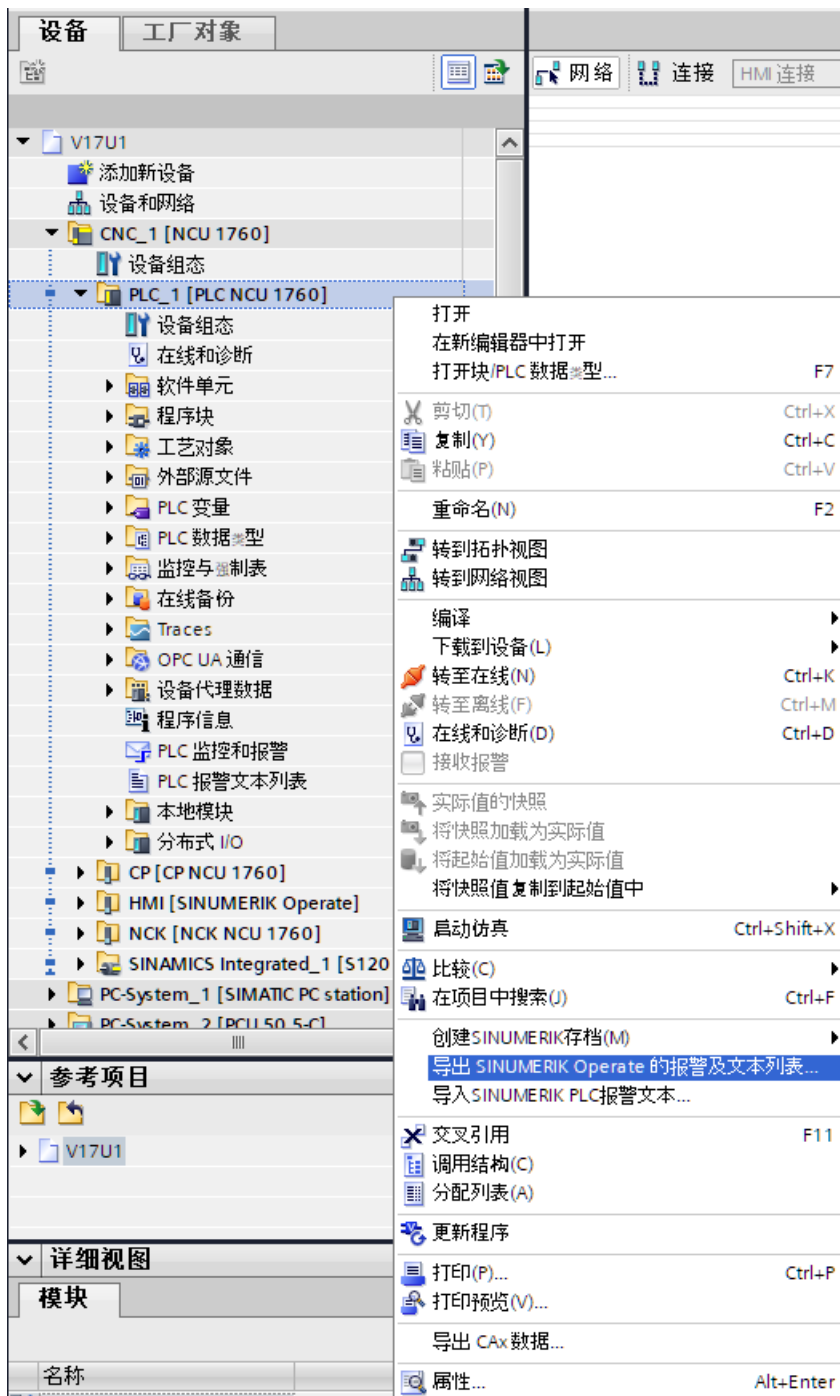 设备 工厂对象
网络 连接 HMI 连接
V17U1
添加新设备
设备和网络
CNC_1 [NCU 1760]
设备组态
PLC_1 [PLC NCU 1760]
设备组态
在线和诊断
软件单元
程序块
工艺对象
外部源文件
PLC 变量
PLC 数据类型
监控与强制表
在线备份
Traces
OPC UA 通信
设备代理数据
程序信息
PLC 监控和报警
PLC 报警文本列表
本地模块
分布式 I/O
CP [CP NCU 1760]
HMI [SINUMERIK Operate]
NCK [NCK NCU 1760]
SINAMICS Integrated_1 [S120
PC-System_1 [SIMATIC PC station]
PC-System_2 [PCU 50.5-C]
参考项目
V17U1
详细视图
模块
名称
打开
在新编辑器中打开
打开块/PLC 数据类型... F7
剪切(T) Ctrl+X
复制(Y) Ctrl+C
粘贴(P) Ctrl+V
重命名(N) F2
转到拓扑视图
转到网络视图
编译
下载到设备(L)
转至在线(N) Ctrl+K
转至离线(F) Ctrl+M
在线和诊断(D) Ctrl+D
接收报警
实际值的快照
将快照加载为实际值
将起始值加载为实际值
将快照值复制到起始值中
启动仿真 Ctrl+Shift+X
比较(C)
在项目中搜索(J) Ctrl+F
创建SINUMERIK存档(M)
导出 SINUMERIK Operate 的报警及文本列表...
导入SINUMERIK PLC报警文本...
交叉引用 F11
调用结构(C)
分配列表(A)
更新程序
打印(P)... Ctrl+P
打印预览(V)...
导出 CAx 数据...
属性... Alt+Enter